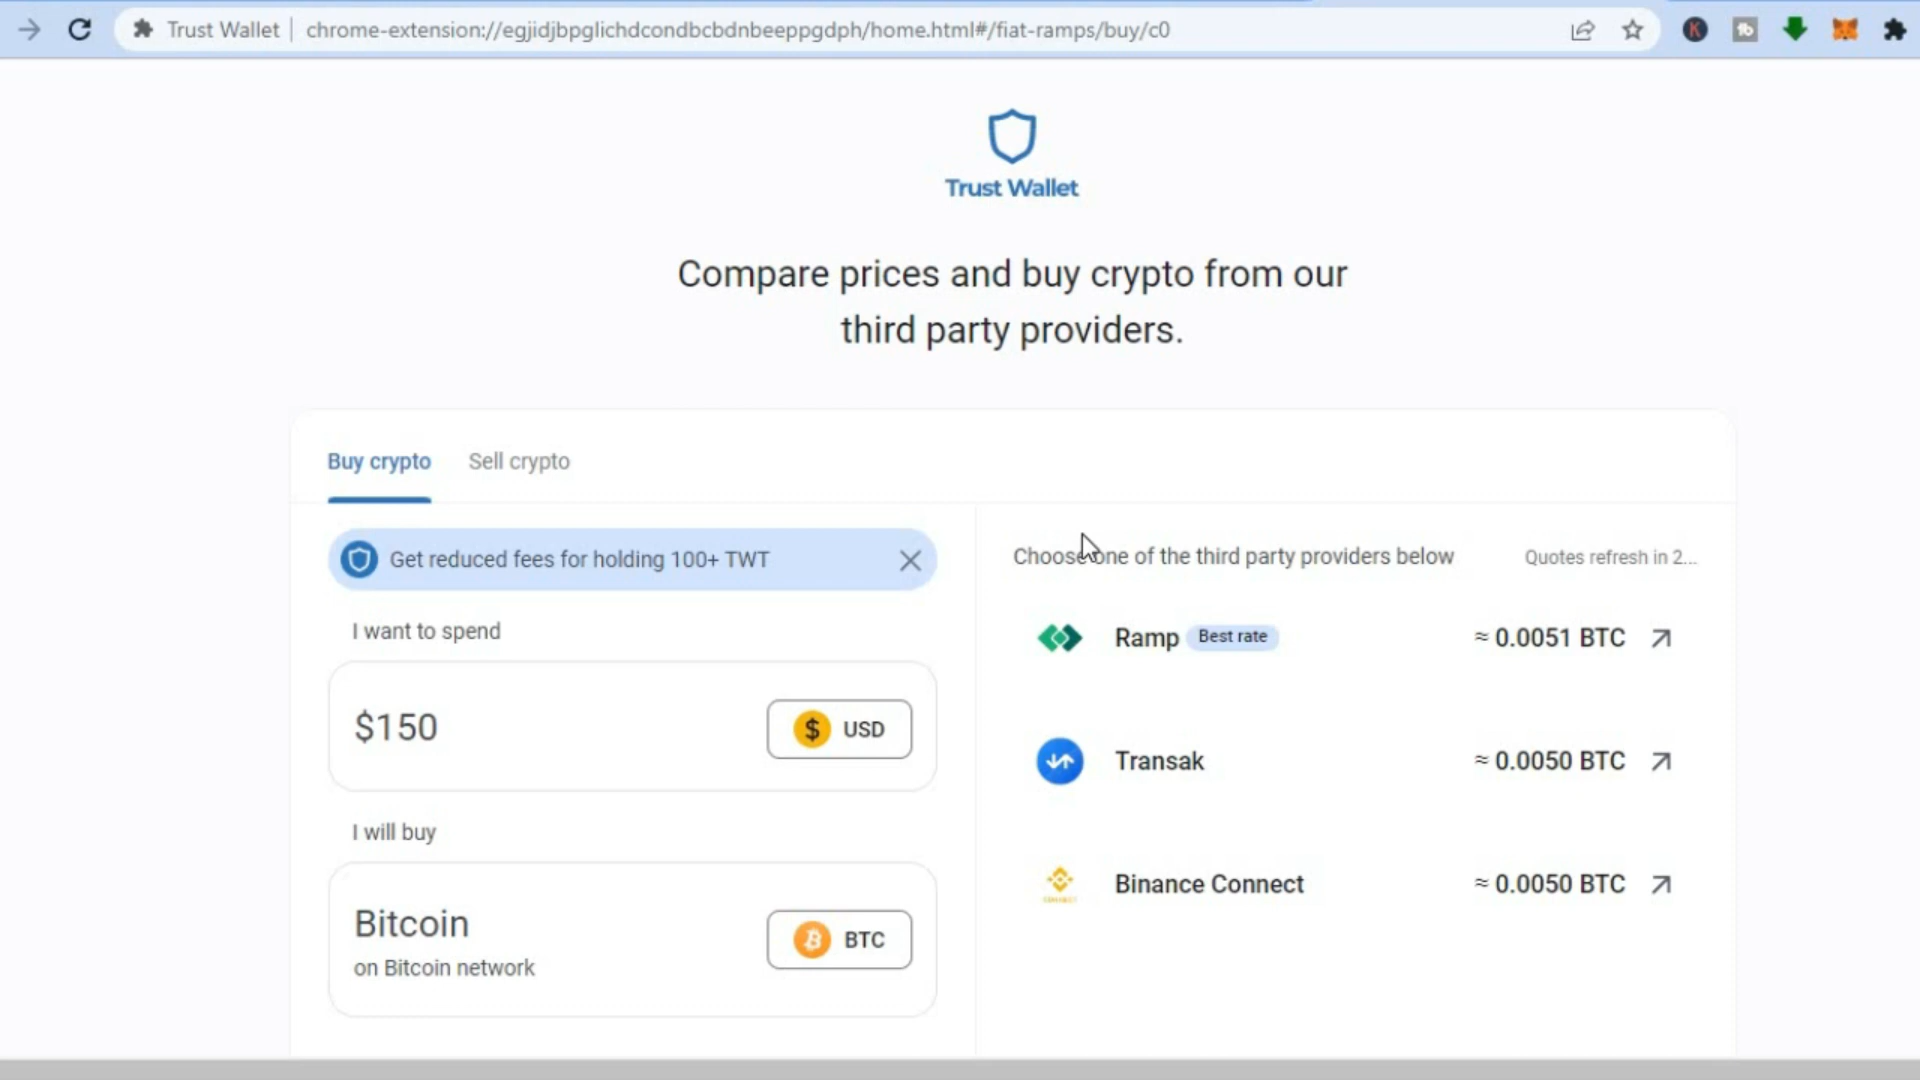 Trust Wallet | chrome-extension://egjidjbpglichdcondbcbdnbeeppgdph/home.html#/fiat-ramps/buy/c0
Trust Wallet
Compare prices and buy crypto from our
third party providers.
Buy crypto Sell crypto
Get reduced fees for holding 100+ TWT
Choose one of the third party providers below Quotes refresh in 2...
I want to spend
Ramp Best rate ≈ 0.0051 BTC
$150 $ USD
Transak ≈ 0.0050 BTC
I will buy
Binance Connect ≈ 0.0050 BTC
Bitcoin BTC
on Bitcoin network